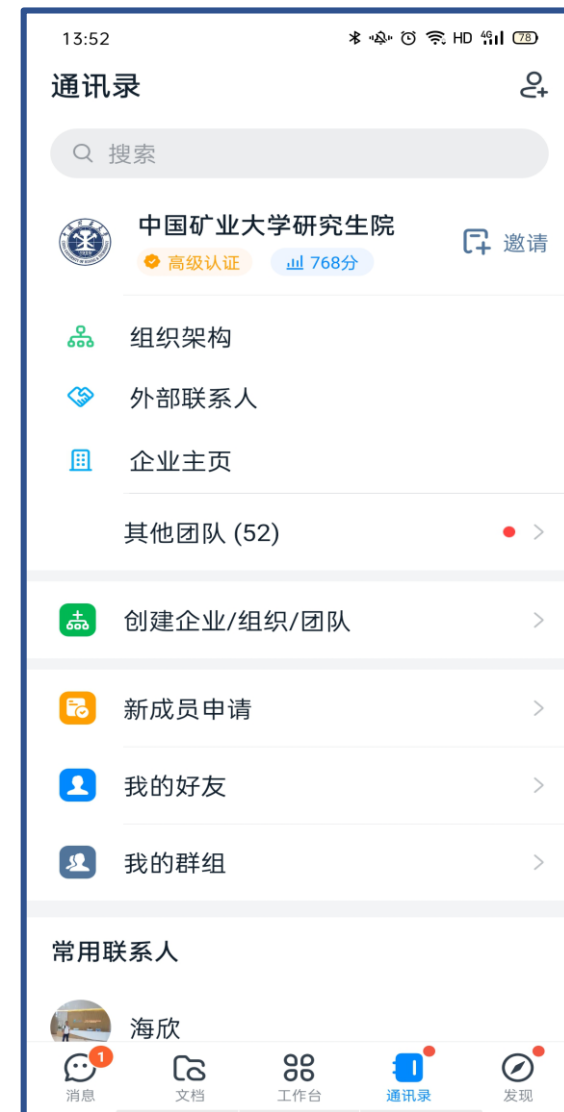 13:52 HD 4G 78
通讯录
搜索
中国矿业大学研究生院
高级认证 768分 邀请
组织架构
外部联系人
企业主页
其他团队 (52)
创建企业/组织/团队
新成员申请
我的好友
我的群组
常用联系人
海欣
1
消息 文档 工作台 通讯录 发现